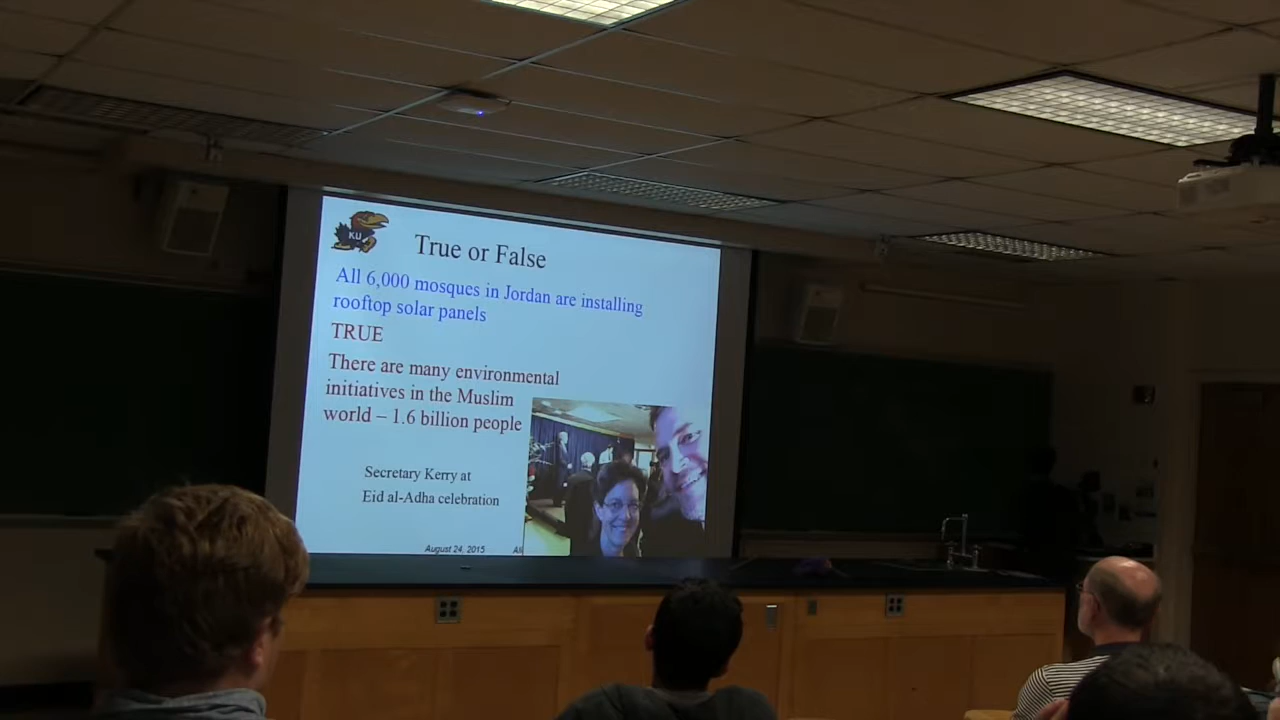 KU
True or False
All 6,000 mosques in Jordan are installing
rooftop solar panels
TRUE
There are many environmental
initiatives in the Muslim
world – 1.6 billion people
Secretary Kerry at
Eid al-Adha celebration
August 24, 2015